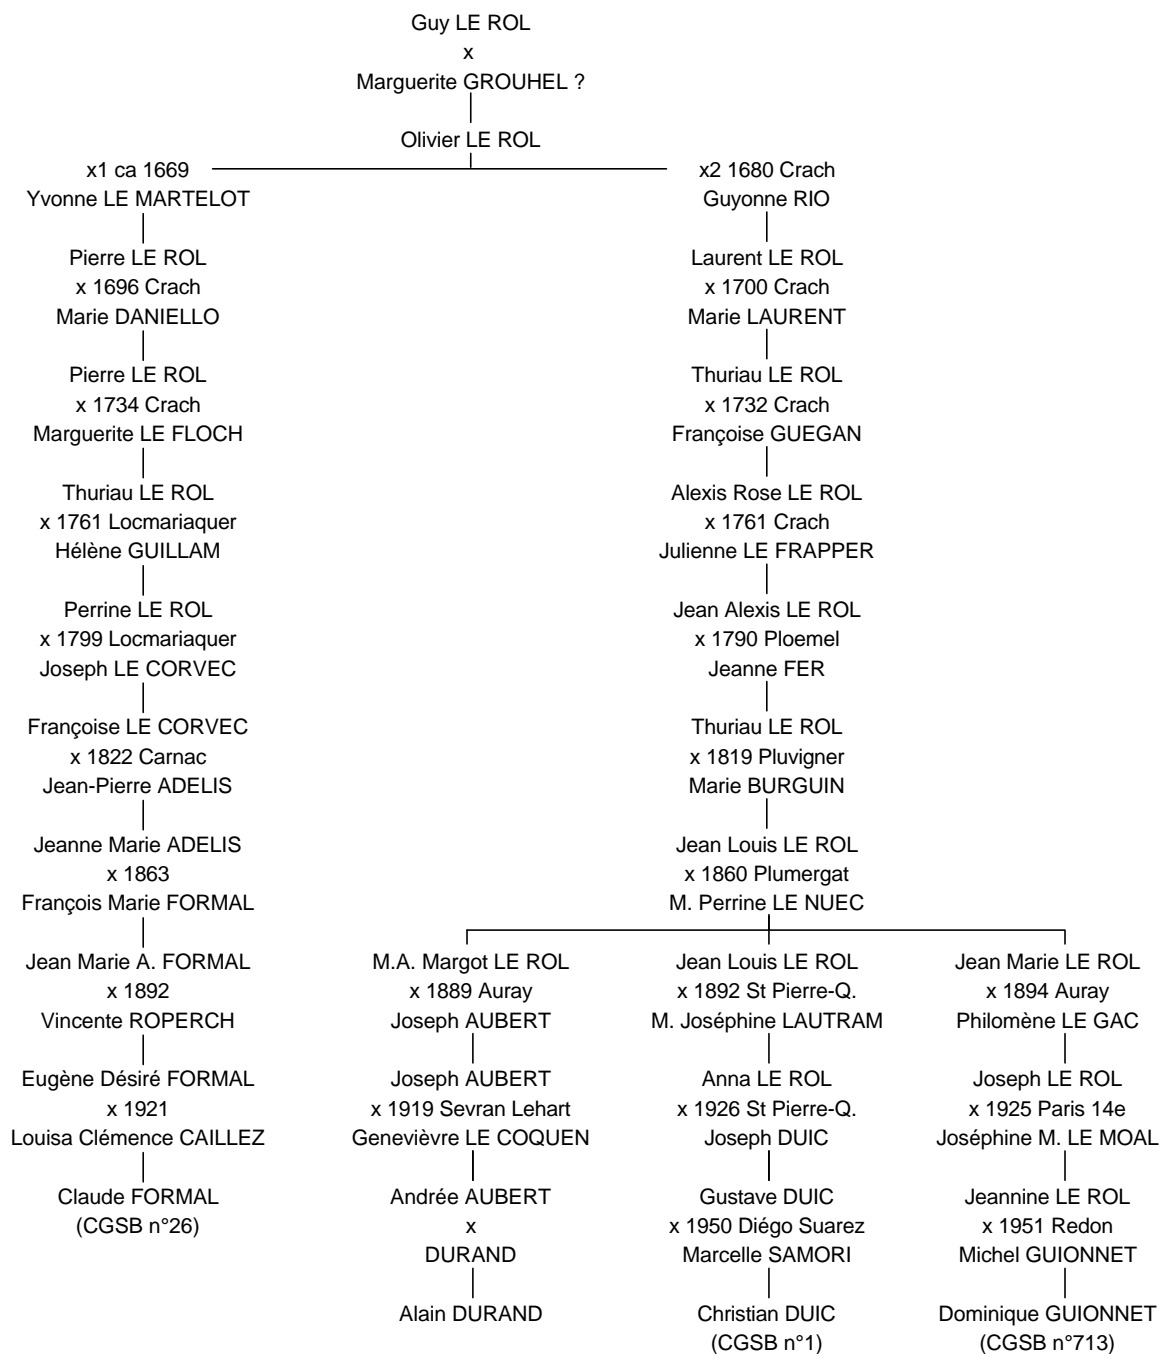 Guy LE ROL
x
Marguerite GROUHEL ?
Olivier LE ROL
x1 ca 1669
Yvonne LE MARTELOT
Pierre LE ROL
x 1696 Crach
Marie DANIELLO
Pierre LE ROL
x 1734 Crach
Marguerite LE FLOCH
Thuriau LE ROL
x 1761 Locmariaquer
Hélène GUILLAM
Perrine LE ROL
x 1799 Locmariaquer
Joseph LE CORVEC
Françoise LE CORVEC
x 1822 Carnac
Jean-Pierre ADELIS
Jeanne Marie ADELIS
x 1863
François Marie FORMAL
Jean Marie A. FORMAL
x 1892
Vincente ROPERCH
Eugène Désiré FORMAL
x 1921
Louisa Clémence CAILLEZ
Claude FORMAL
(CGSB n°26)
x2 1680 Crach
Guyonne RIO
Laurent LE ROL
x 1700 Crach
Marie LAURENT
Thuriau LE ROL
x 1732 Crach
Françoise GUEGAN
Alexis Rose LE ROL
x 1761 Crach
Julienne LE FRAPPER
Jean Alexis LE ROL
x 1790 Ploemel
Jeanne FER
Thuriau LE ROL
x 1819 Pluvigner
Marie BURGUIN
Jean Louis LE ROL
x 1860 Plumergat
M. Perrine LE NUEC
M.A. Margot LE ROL
x 1889 Auray
Joseph AUBERT
Joseph AUBERT
x 1919 Sevran Lehart
Genevièvre LE COQUEN
Andrée AUBERT
x
DURAND
Alain DURAND
Jean Louis LE ROL
x 1892 St Pierre-Q.
M. Joséphine LAUTRAM
Anna LE ROL
x 1926 St Pierre-Q.
Joseph DUIC
Gustave DUIC
x 1950 Diégo Suarez
Marcelle SAMORI
Christian DUIC
(CGSB n°1)
Jean Marie LE ROL
x 1894 Auray
Philomène LE GAC
Joseph LE ROL
x 1925 Paris 14e
Joséphine M. LE MOAL
Jeannine LE ROL
x 1951 Redon
Michel GUIONNET
Dominique GUIONNET
(CGSB n°713)